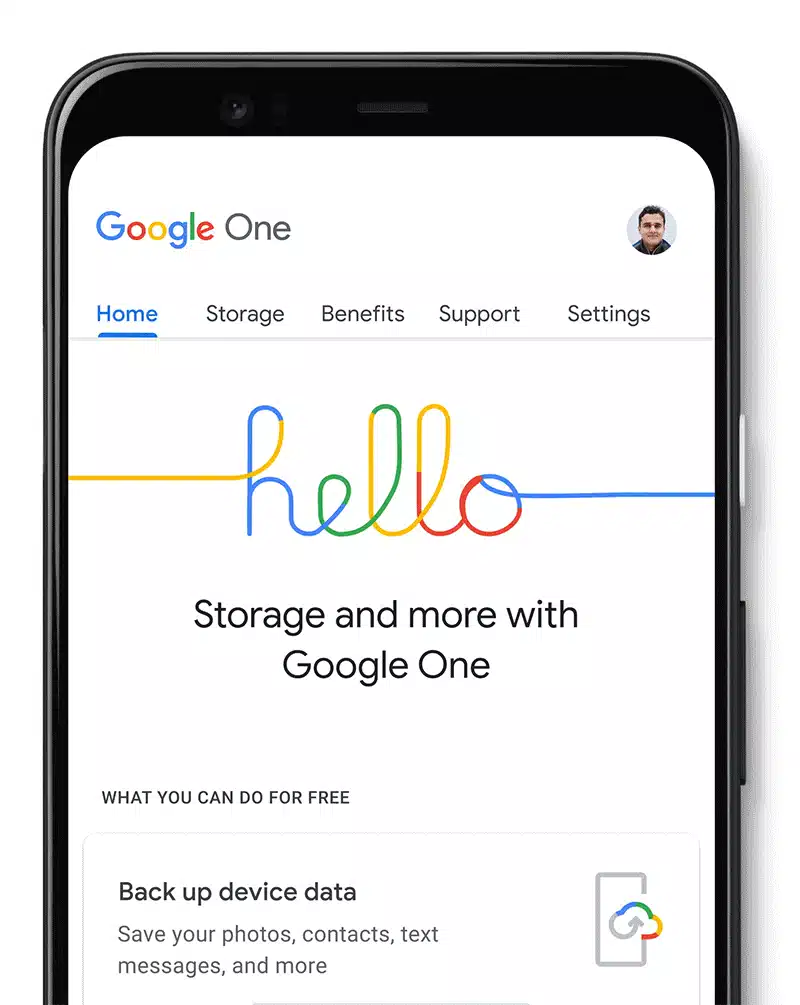 Google One
Home Storage Benefits Support Settings
hello
Storage and more with
Google One
WHAT YOU CAN DO FOR FREE
Back up device data
Save your photos, contacts, text
messages, and more